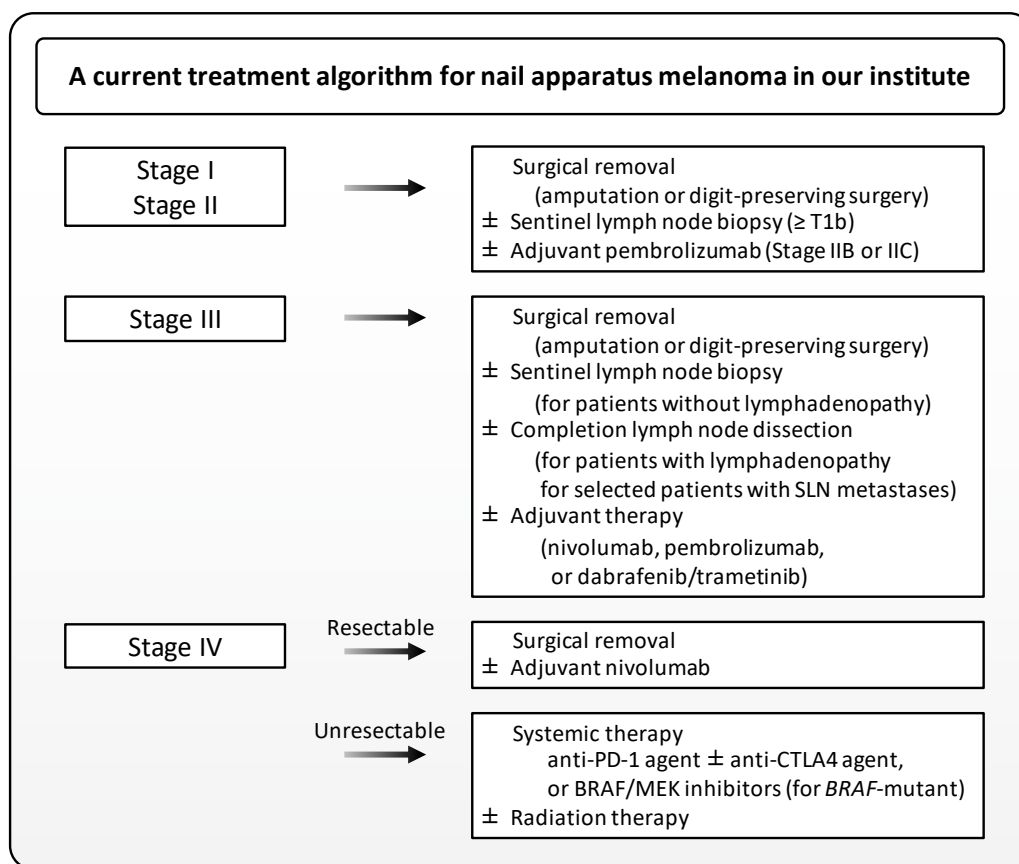 A current treatment algorithm for nail apparatus melanoma in our institute
Stage I
Stage II
Surgical removal
(amputation or digit-preserving surgery)
± Sentinel lymph node biopsy (≥ T1b)
± Adjuvant pembrolizumab (Stage IIB or IIC)
Stage III
Surgical removal
(amputation or digit-preserving surgery)
± Sentinel lymph node biopsy
(for patients without lymphadenopathy)
± Completion lymph node dissection
(for patients with lymphadenopathy
for selected patients with SLN metastases)
± Adjuvant therapy
(nivolumab, pembrolizumab,
or dabrafenib/trametinib)
Stage IV
Resectable
Surgical removal
± Adjuvant nivolumab
Unresectable
Systemic therapy
anti-PD-1 agent ± anti-CTLA4 agent,
or BRAF/MEK inhibitors (for BRAF-mutant)
± Radiation therapy